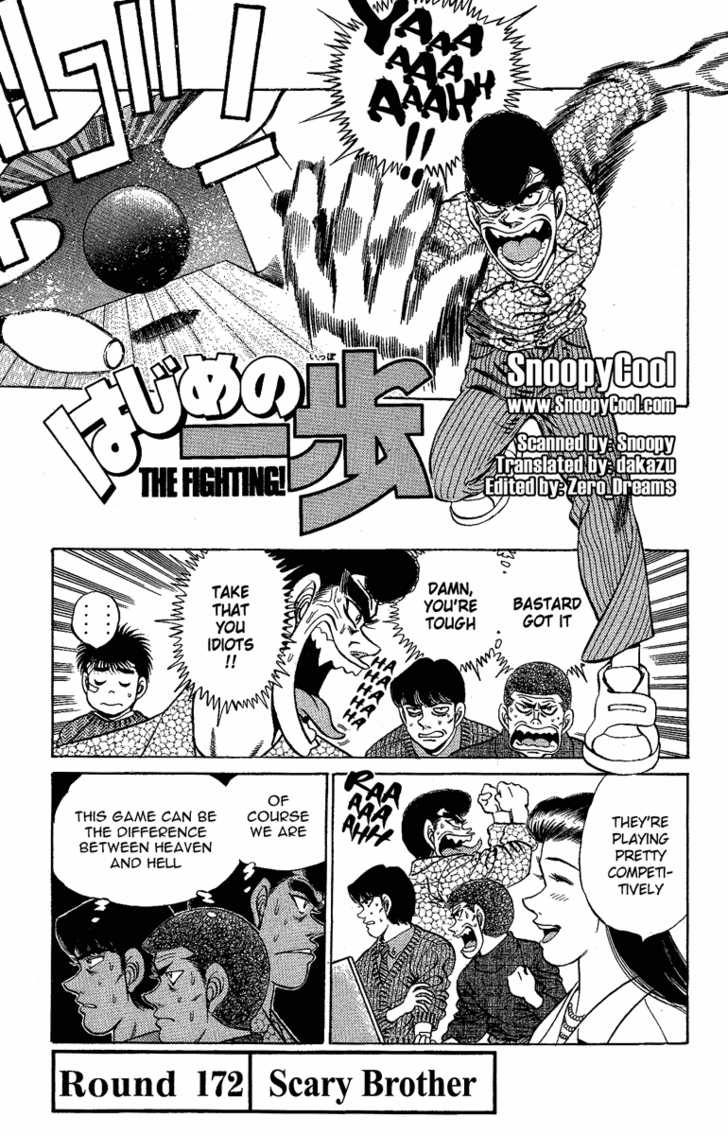 YAAA
AAA
AAAHH
!!
いっぽ
はじめの
一歩
THE FIGHTING!
SnoopyCool
www.SnoopyCool.com
Scanned by: Snoopy
Translated by: dakazu
Edited by: Zero_Dreams
BASTARD
GOT IT
DAMN,
YOU'RE
TOUGH
TAKE
THAT
YOU
IDIOTS
!!
HA
HA
HA
HA
HA
THEY'RE
PLAYING
PRETTY
COMPETI-
TIVELY
RAA
AAA
AHH
OF
COURSE
WE ARE
THIS GAME CAN BE
THE DIFFERENCE
BETWEEN HEAVEN
AND HELL
Round 172 Scary Brother